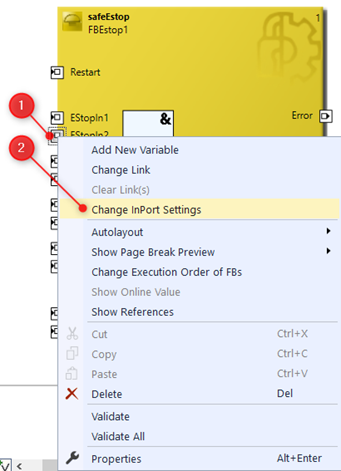 safeEstop
FBEstop1
1
Restart
Error
1
EStopIn1
&
EStopIn2
2
Add New Variable
Change Link
Clear Link(s)
Change InPort Settings
Autolayout
Show Page Break Preview
Change Execution Order of FBs
Show Online Value
Show References
Cut Ctrl+X
Copy Ctrl+C
Paste Ctrl+V
Delete Del
Validate
Validate All
Properties Alt+Enter